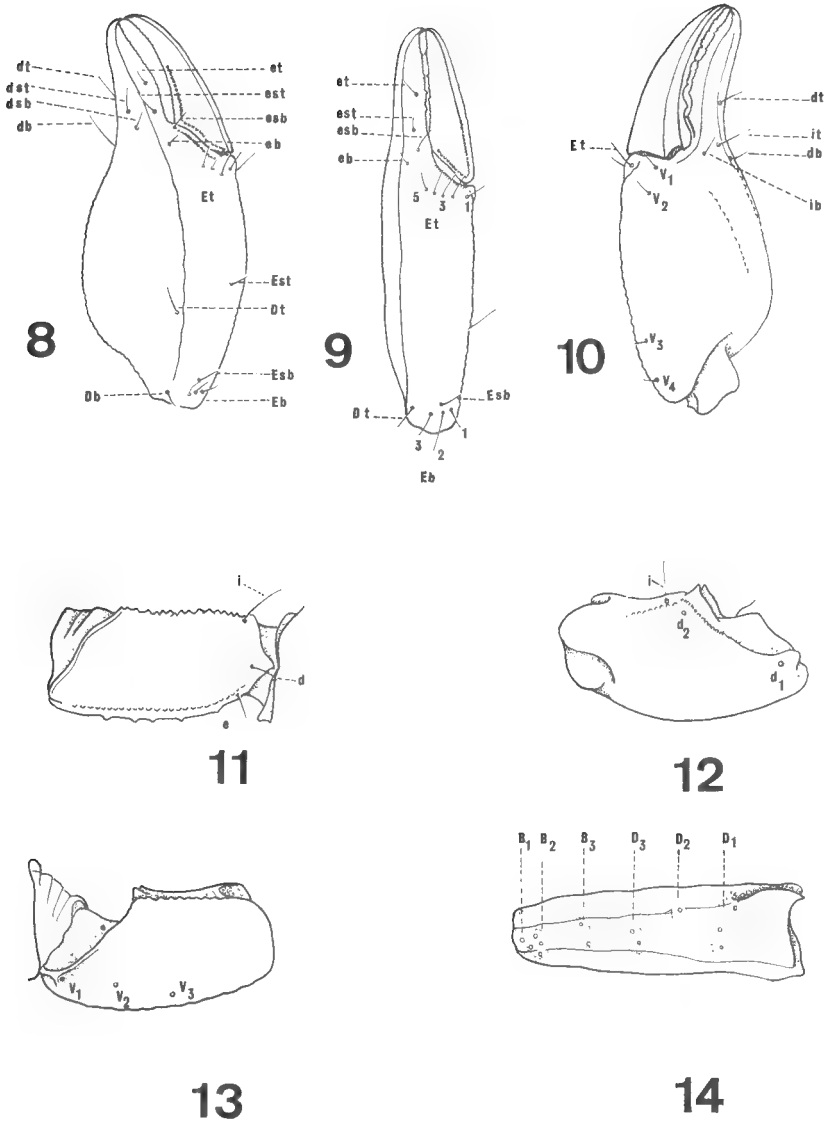 dt
dst
dsb
db
et
est
esb
eb
Et
Est
Dt
Esb
Eb
Db
8
et
est
esb
eb
5 3 1
Et
Dt
Esb
3 2 1
Eb
9
dt
it
db
ib
Et
V1
V2
V3
V4
10
i
d
e
11
i
d2
d1
12
V1 V2 V3
13
B1 B2 B3 D3 D2 D1
14